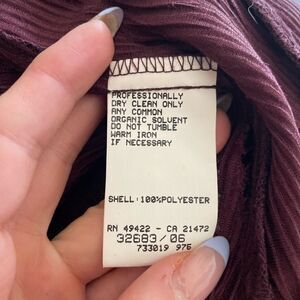 PROFESSIONALLY
DRY CLEAN ONLY
ANY COMMON
ORGANIC SOLVENT
DO NOT TUMBLE
WARM IRON
IF NECESSARY
SHELL:100%POLYESTER
RN 49422 - CA 21472
32683/06
733019 975